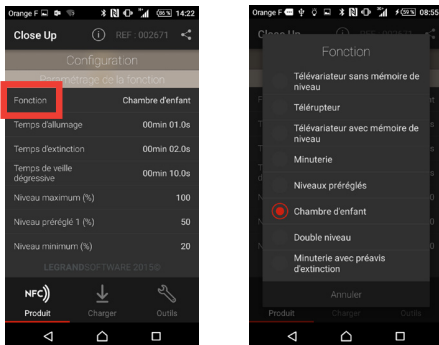 Orange F 66% 14:22
Close Up REF : 002671
Configuration
Paramétrage de la fonction
Fonction Chambre d'enfant
Temps d'allumage 00min 01.0s
Temps d'extinction 00min 02.0s
Temps de veille
dégressive 00min 10.0s
Niveau maximum (%) 100
Niveau préréglé 1 (%) 50
Niveau minimum (%) 20
LEGRANDSOFTWARE 2015©
NFC
Produit Charger Outils
Orange F 59% 08:55
Close Up REF : 002671
Fonction
Télévariateur sans mémoire de
niveau
Télérupteur
Télévariateur avec mémoire de
niveau
Minuterie
Niveaux préréglés
Chambre d'enfant
Double niveau
Minuterie avec préavis
d'extinction
Annuler
Produit Charger Outils